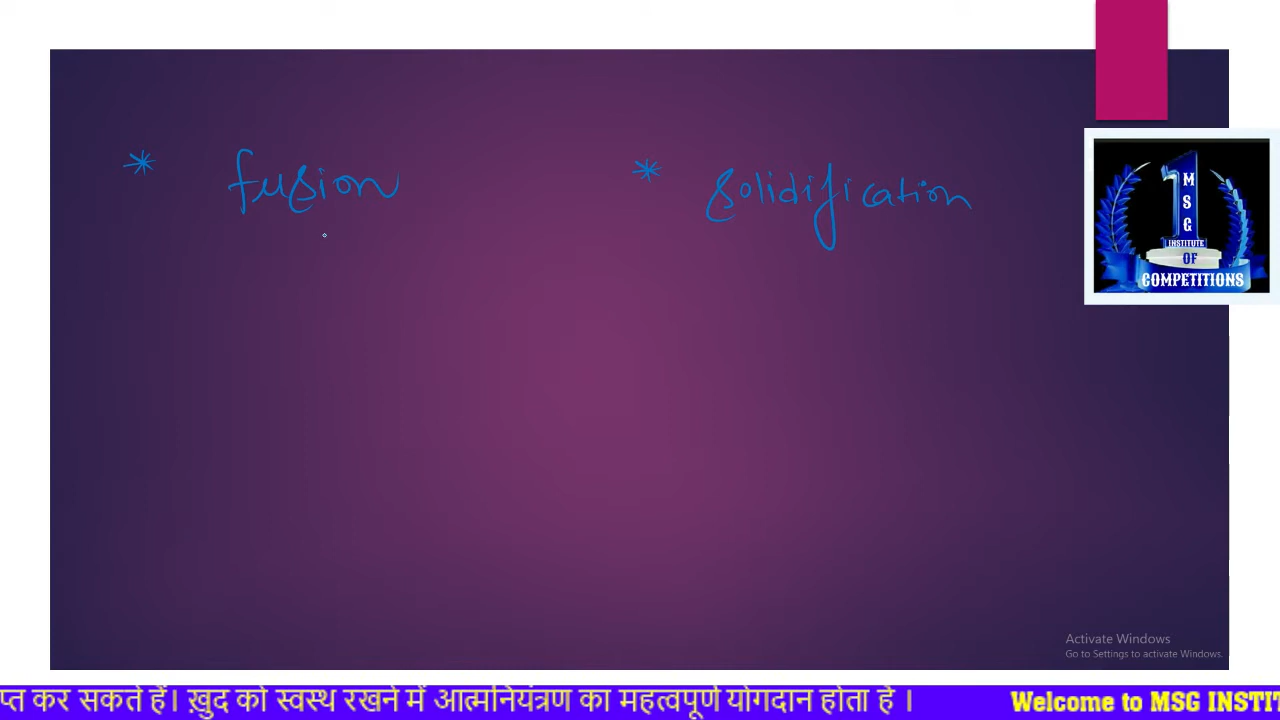 * fusion
* solidification
M
S
G
INSTITUTE
OF
COMPETITIONS
Activate Windows
Go to Settings to activate Windows.
प्त कर सकते हैं। ख़ुद को स्वस्थ रखने में आत्मनियंत्रण का महत्वपूर्ण योगदान होता है । Welcome to MSG INSTIT